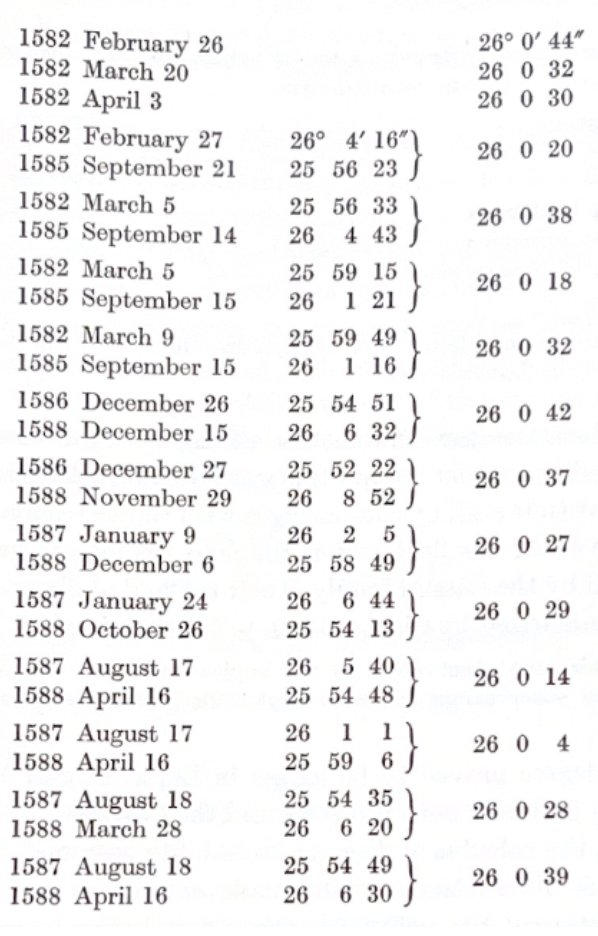 1582 February 26 26° 0′ 44″
1582 March 20 26 0 32
1582 April 3 26 0 30
1582 February 27 26° 4′ 16″
26 0 20
1585 September 21 25 56 23
1582 March 5 25 56 33
26 0 38
1585 September 14 26 4 43
1582 March 5 25 59 15
26 0 18
1585 September 15 26 1 21
1582 March 9 25 59 49
26 0 32
1585 September 15 26 1 16
1586 December 26 25 54 51
26 0 42
1588 December 15 26 6 32
1586 December 27 25 52 22
26 0 37
1588 November 29 26 8 52
1587 January 9 26 2 5
26 0 27
1588 December 6 25 58 49
1587 January 24 26 6 44
26 0 29
1588 October 26 25 54 13
1587 August 17 26 5 40
26 0 14
1588 April 16 25 54 48
1587 August 17 26 1 1
26 0 4
1588 April 16 25 59 6
1587 August 18 25 54 35
26 0 28
1588 March 28 26 6 20
1587 August 18 25 54 49
26 0 39
1588 April 16 26 6 30